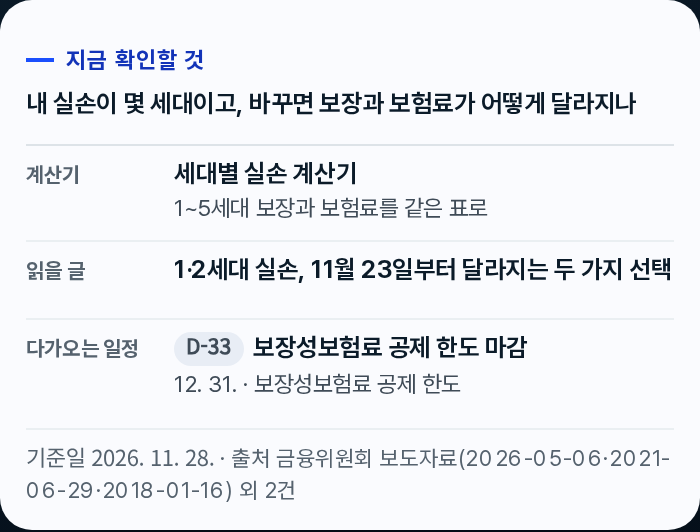 지금 확인할 것
내 실손이 몇 세대이고, 바꾸면 보장과 보험료가 어떻게 달라지나
계산기
세대별 실손 계산기
1~5세대 보장과 보험료를 같은 표로
읽을 글
1·2세대 실손, 11월 23일부터 달라지는 두 가지 선택
다가오는 일정
D-33 보장성보험료 공제 한도 마감
12. 31. · 보장성보험료 공제 한도
기준일 2026. 11. 28. · 출처 금융위원회 보도자료(2026-05-06·2021-
06-29·2018-01-16) 외 2건